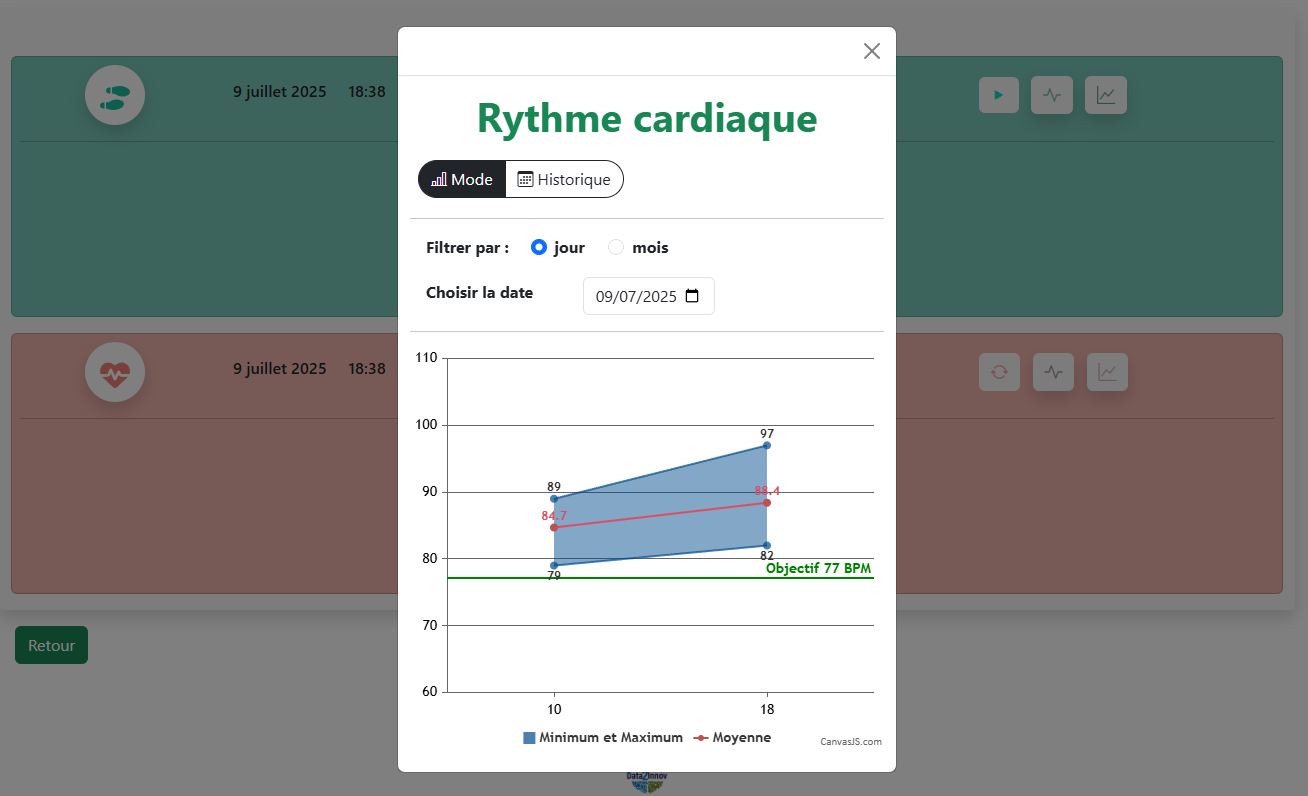 Rythme cardiaque
Mode Historique
Filtrer par : jour mois
Choisir la date 09/07/2025
9 juillet 2025 18:38
9 juillet 2025 18:38
110
100
90
80
70
60
97
89
88.4
84.7
82
79
Objectif 77 BPM
10 18
Minimum et Maximum Moyenne
CanvasJS.com
Retour
Data2Innov